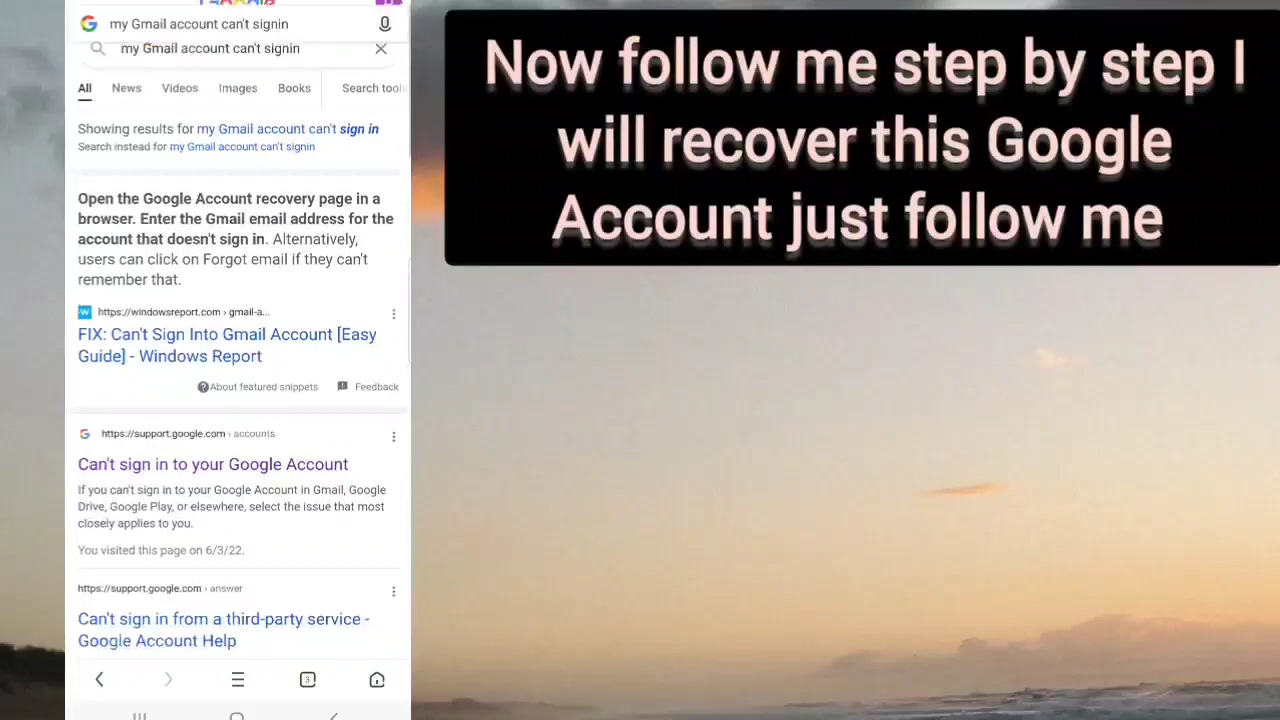 my Gmail account can't signin
my Gmail account can't signin
All News Videos Images Books Search tool
Showing results for my Gmail account can't sign in
Search instead for my Gmail account can't signin
Open the Google Account recovery page in a
browser. Enter the Gmail email address for the
account that doesn't sign in. Alternatively,
users can click on Forgot email if they can't
remember that.
https://windowsreport.com › gmail-a...
FIX: Can't Sign Into Gmail Account [Easy
Guide] - Windows Report
About featured snippets Feedback
https://support.google.com › accounts
Can't sign in to your Google Account
If you can't sign in to your Google Account in Gmail, Google
Drive, Google Play, or elsewhere, select the issue that most
closely applies to you.
You visited this page on 6/3/22.
https://support.google.com › answer
Can't sign in from a third-party service -
Google Account Help
3
Now follow me step by step I
will recover this Google
Account just follow me